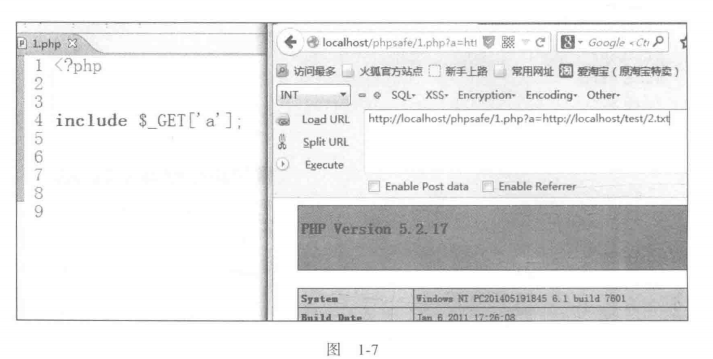 1.php
1 <?php
2
3
4 include $_GET['a'];
5
6
7
8
9
localhost/phpsafe/1.php?a=htt
Google <Ctr
访问最多 火狐官方站点 新手上路 常用网址 爱淘宝（原淘宝特卖）
INT SQL- XSS- Encryption- Encoding- Other-
Load URL http://localhost/phpsafe/1.php?a=http://localhost/test/2.txt
Split URL
Execute
Enable Post data Enable Referrer
PHP Version 5.2.17
System Windows NT PC201405191845 6.1 build 7601
Build Date Jan 6 2011 17:26:08
图 1-7